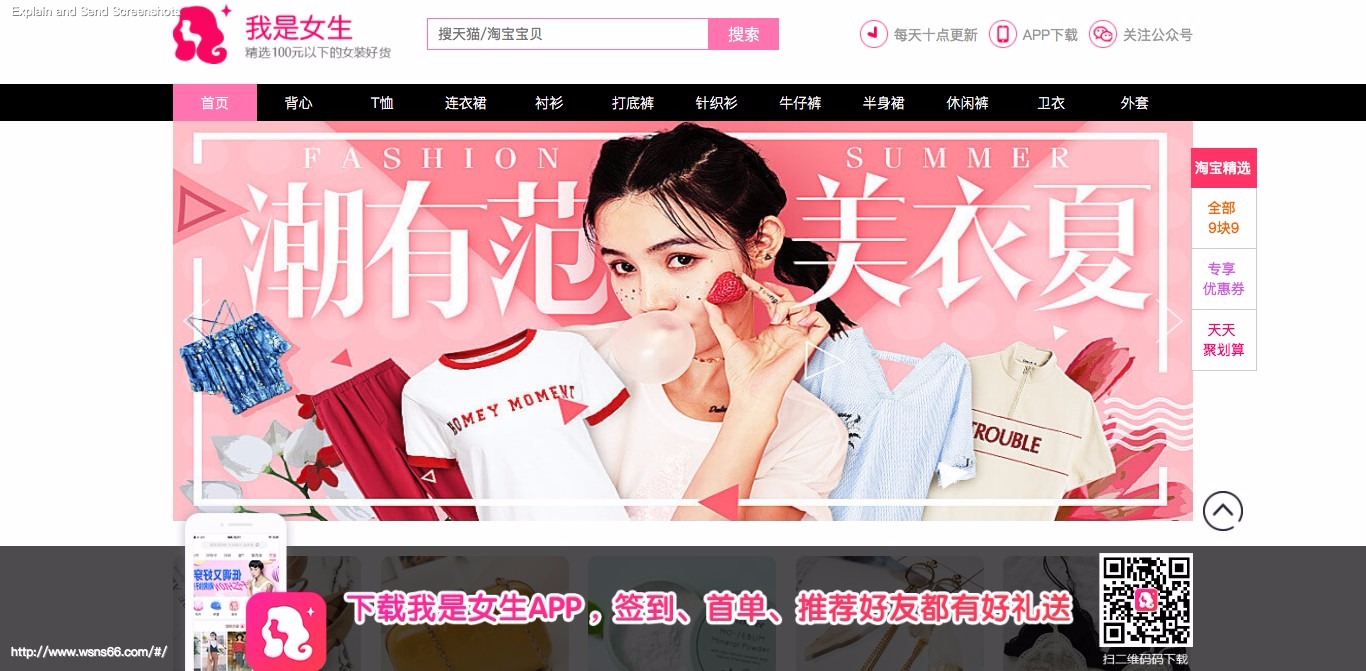 Explain and Send Screenshots
我是女生
精选100元以下的女装好货
搜天猫/淘宝宝贝
搜索
每天十点更新
APP下载
关注公众号
首页 背心 T恤 连衣裙 衬衫 打底裤 针织衫 牛仔裤 半身裙 休闲裤 卫衣 外套
FASHION SUMMER
潮有范 美衣夏
HOMEY MOMENT
TROUBLE
淘宝精选
全部
9块9
专享
优惠券
天天
聚划算
下载我是女生APP，签到、首单、推荐好友都有好礼送
Mineral Powder
扫二维码码下载
http://www.wsns66.com/#/